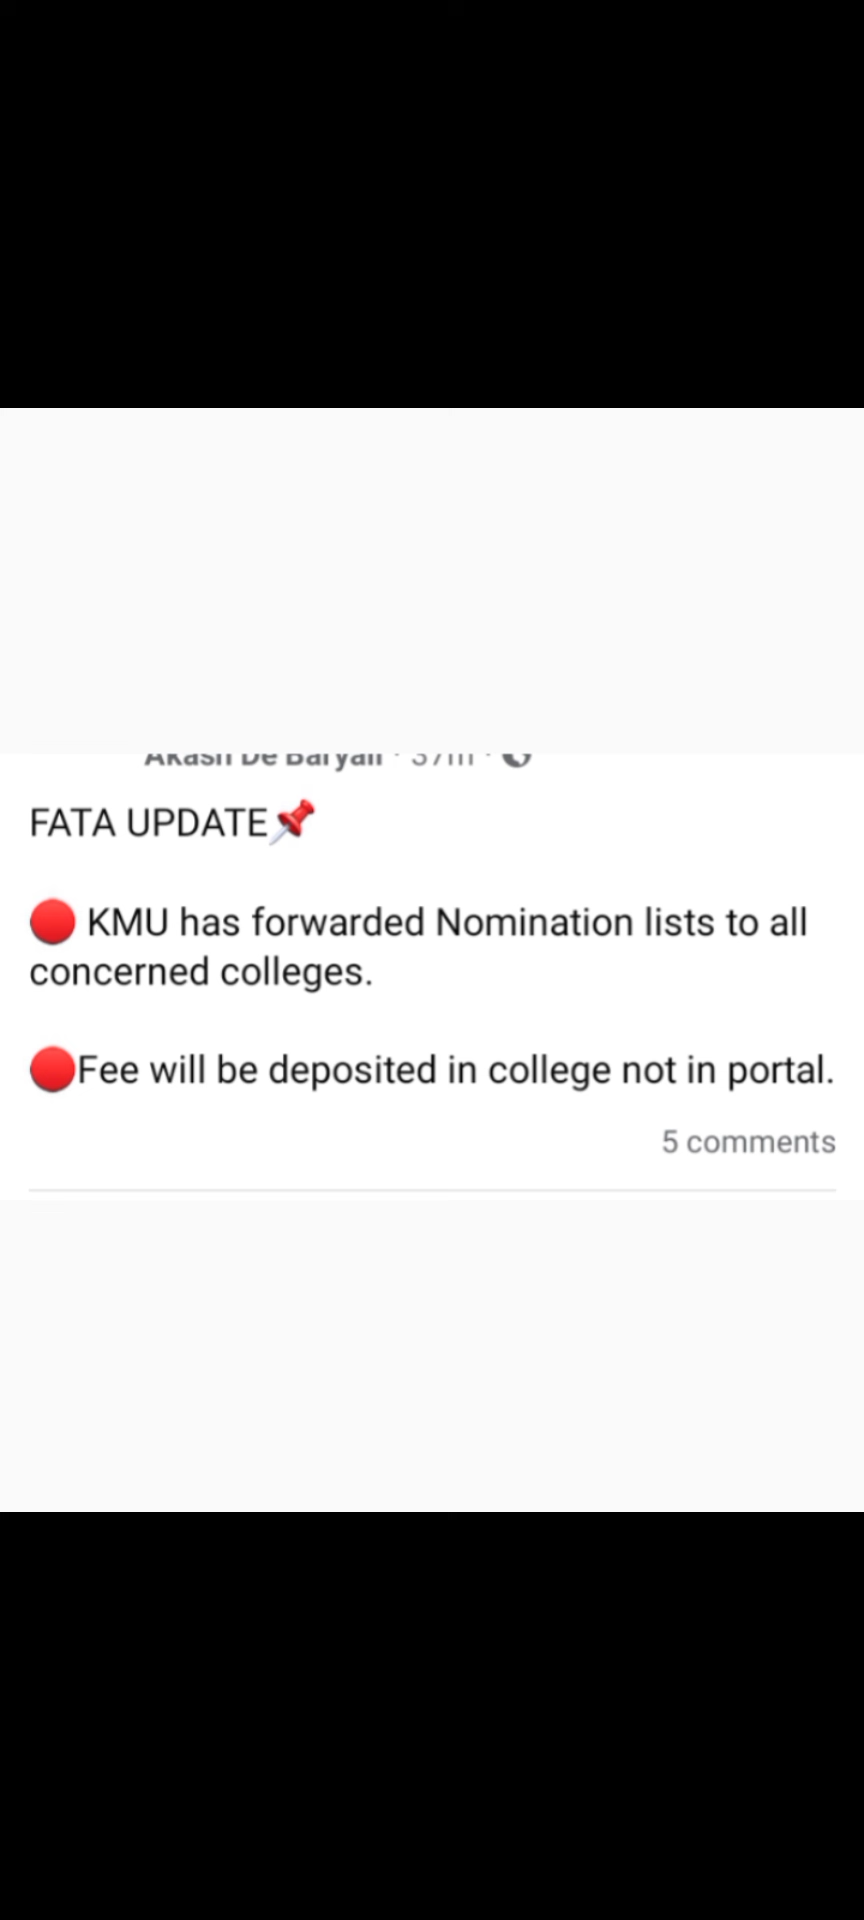 FATA UPDATE📌
🔴 KMU has forwarded Nomination lists to all
concerned colleges.
🔴Fee will be deposited in college not in portal.
5 comments